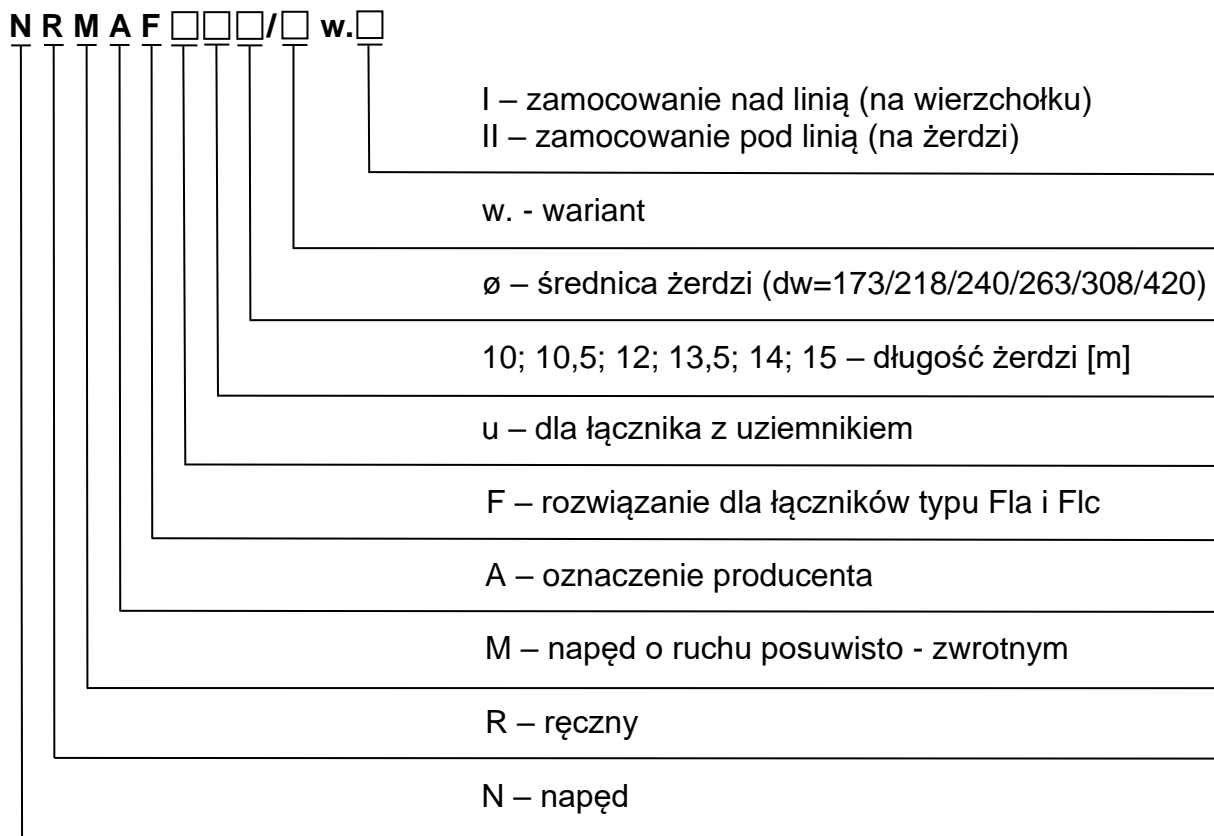 N R M A F □□□/□ w.□
I – zamocowanie nad linią (na wierzchołku)
II – zamocowanie pod linią (na żerdzi)
w. - wariant
ø – średnica żerdzi (dw=173/218/240/263/308/420)
10; 10,5; 12; 13,5; 14; 15 – długość żerdzi [m]
u – dla łącznika z uziemnikiem
F – rozwiązanie dla łączników typu Fla i Flc
A – oznaczenie producenta
M – napęd o ruchu posuwisto - zwrotnym
R – ręczny
N – napęd